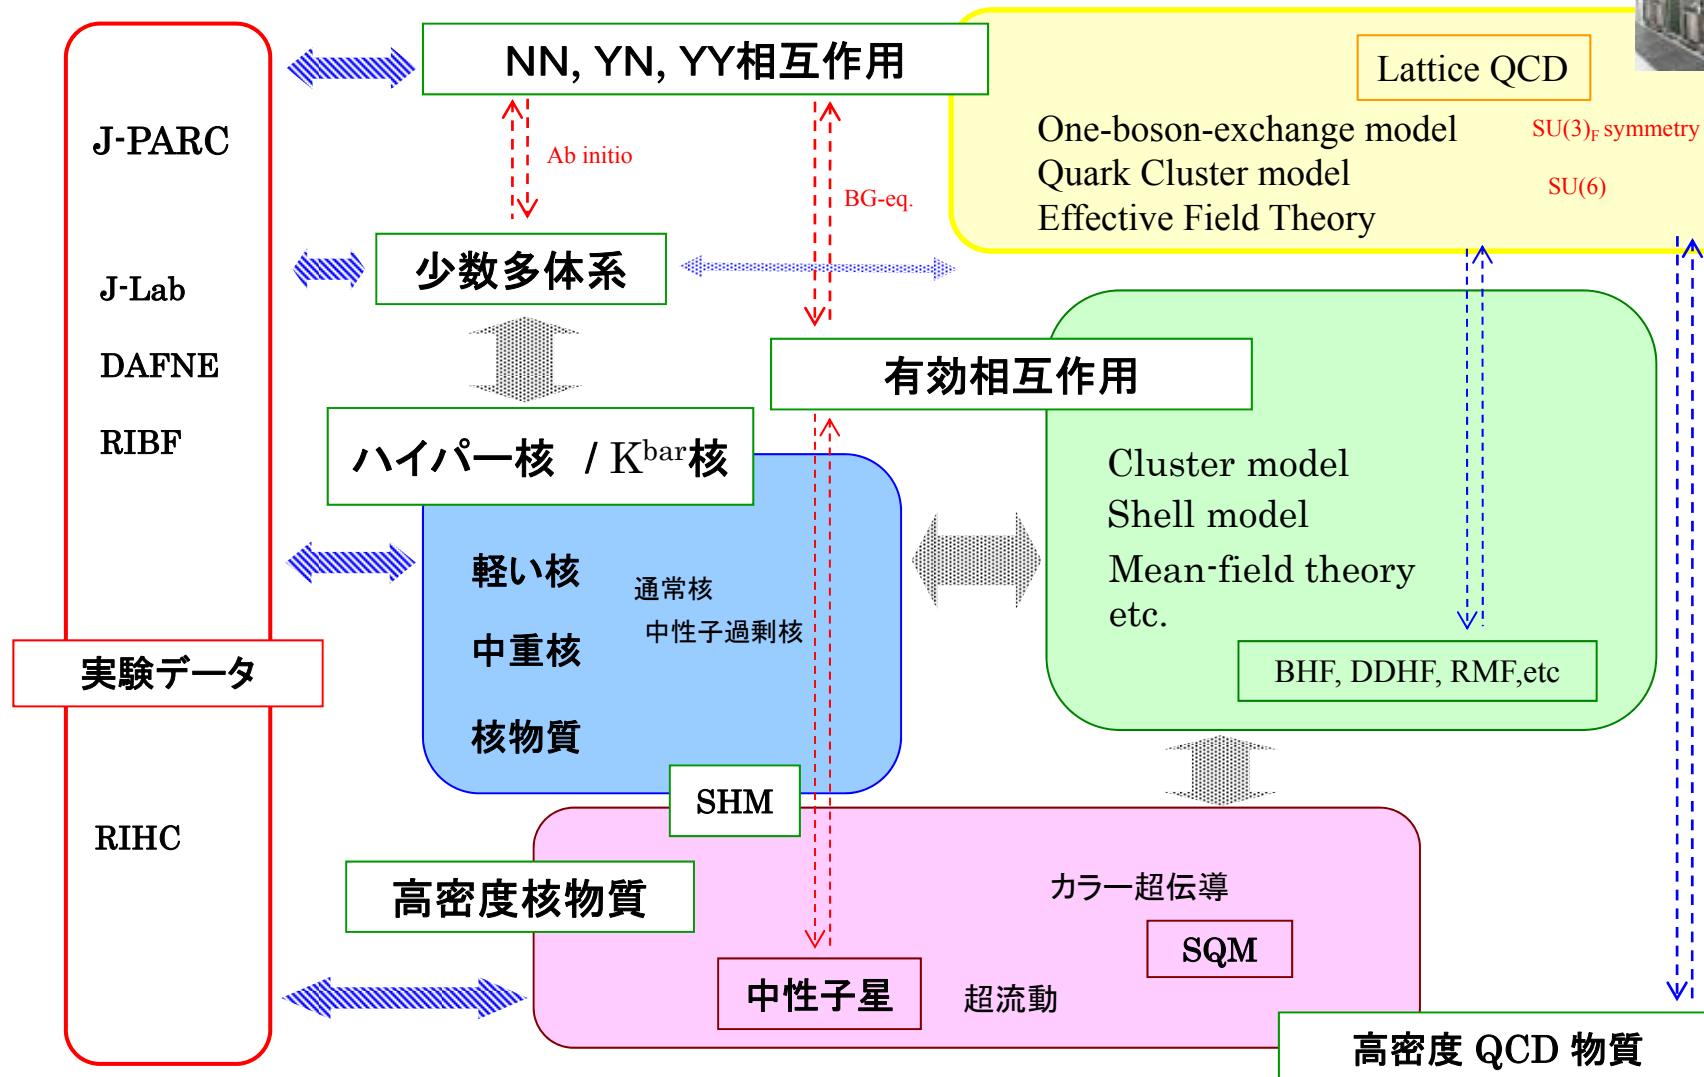 NN, YN, YY相互作用
Lattice QCD
One-boson-exchange model
SU(3)F symmetry
Quark Cluster model
SU(6)
Effective Field Theory
J-PARC
Ab initio
BG-eq.
少数多体系
J-Lab
DAFNE
RIBF
有効相互作用
ハイパー核 / Kbar核
Cluster model
Shell model
Mean-field theory
etc.
軽い核
通常核
中性子過剰核
中重核
核物質
BHF, DDHF, RMF,etc
実験データ
SHM
RIHC
高密度核物質
カラー超伝導
SQM
中性子星
超流動
高密度 QCD 物質